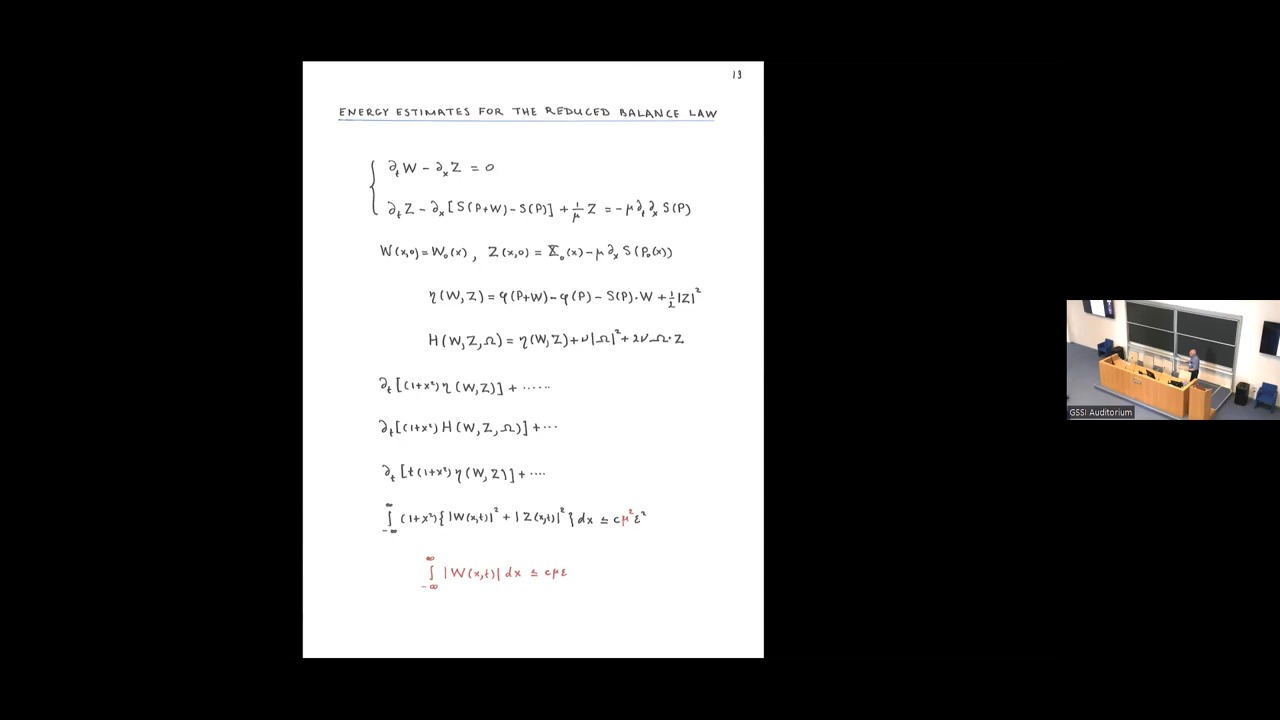 13
ENERGY ESTIMATES FOR THE REDUCED BALANCE LAW
∂ₜW − ∂ₓZ = 0
∂ₜZ − ∂ₓ[S(P+W) − S(P)] + 1/μ Z = −μ∂ₜ∂ₓS(P)
W(x,0) = W₀(x), Z(x,0) = X₀(x) − μ∂ₓS(P₀(x))
η(W,Z) = φ(P+W) − φ(P) − S(P)·W + ½|Z|²
H(W,Z,Ω) = η(W,Z) + ν|Ω|² + 2νΩ·Z
∂ₜ[(1+x²)η(W,Z)] + ······
∂ₜ[(1+x²)H(W,Z,Ω)] + ···
∂ₜ[t(1+x²)η(W,Z)] + ····
∫_{-∞}^{∞} (1+x²){|W(x,t)|² + |Z(x,t)|²}dx ≤ cμ²ε²
∫_{-∞}^{∞} |W(x,t)|dx ≤ cμε
GSSI Auditorium